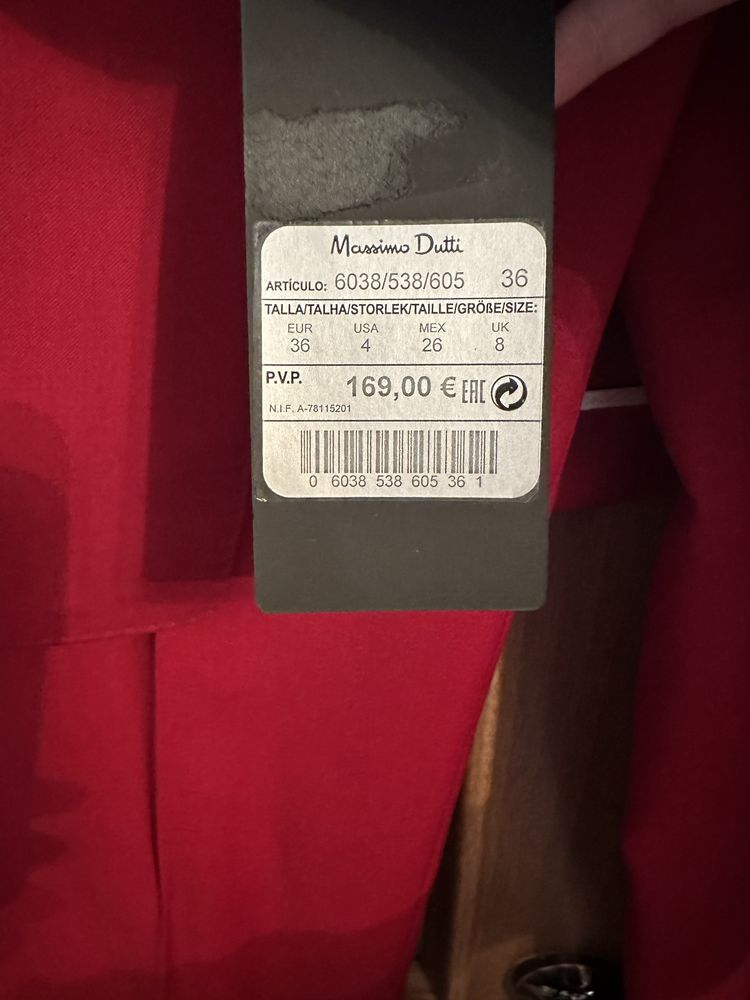 Massimo Dutti
ARTÍCULO: 6038/538/605 36
TALLA/TALHA/STORLEK/TAILLE/GRÖßE/SIZE:
EUR USA MEX UK
36 4 26 8
P.V.P. 169,00 € EAC
N.I.F. A-78115201
0 6038 538 605 36 1